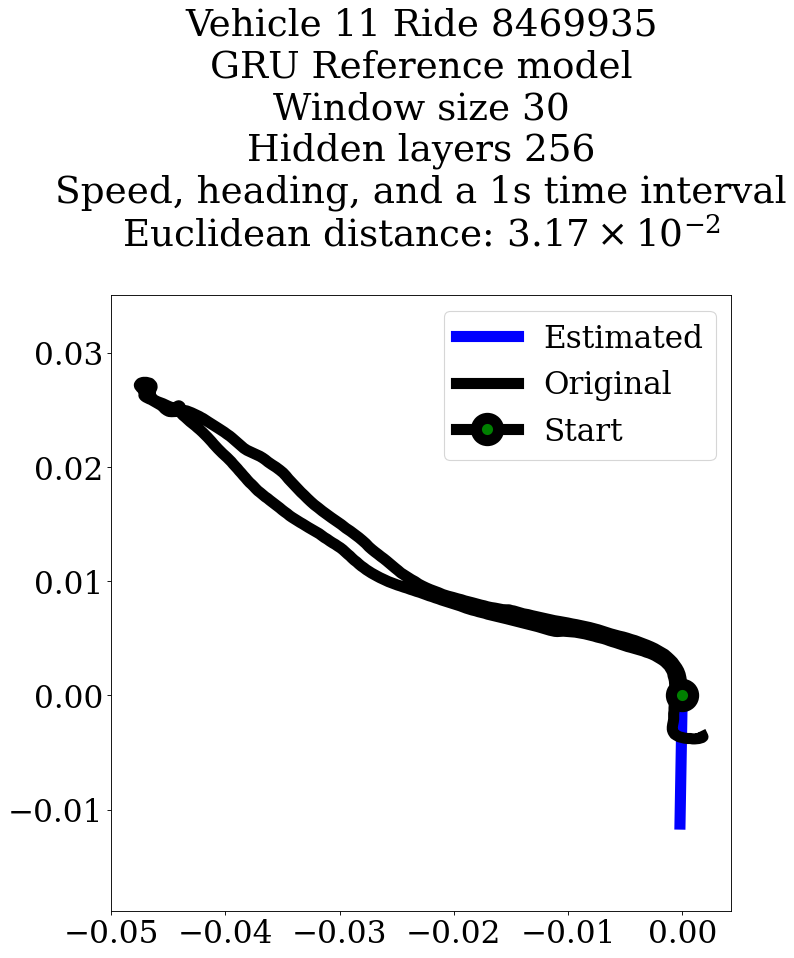 Vehicle 11 Ride 8469935
GRU Reference model
Window size 30
Hidden layers 256
Speed, heading, and a 1s time interval
Euclidean distance: 3.17 × 10⁻²
Estimated
Original
Start
0.03
0.02
0.01
0.00
−0.01
−0.05 −0.04 −0.03 −0.02 −0.01 0.00